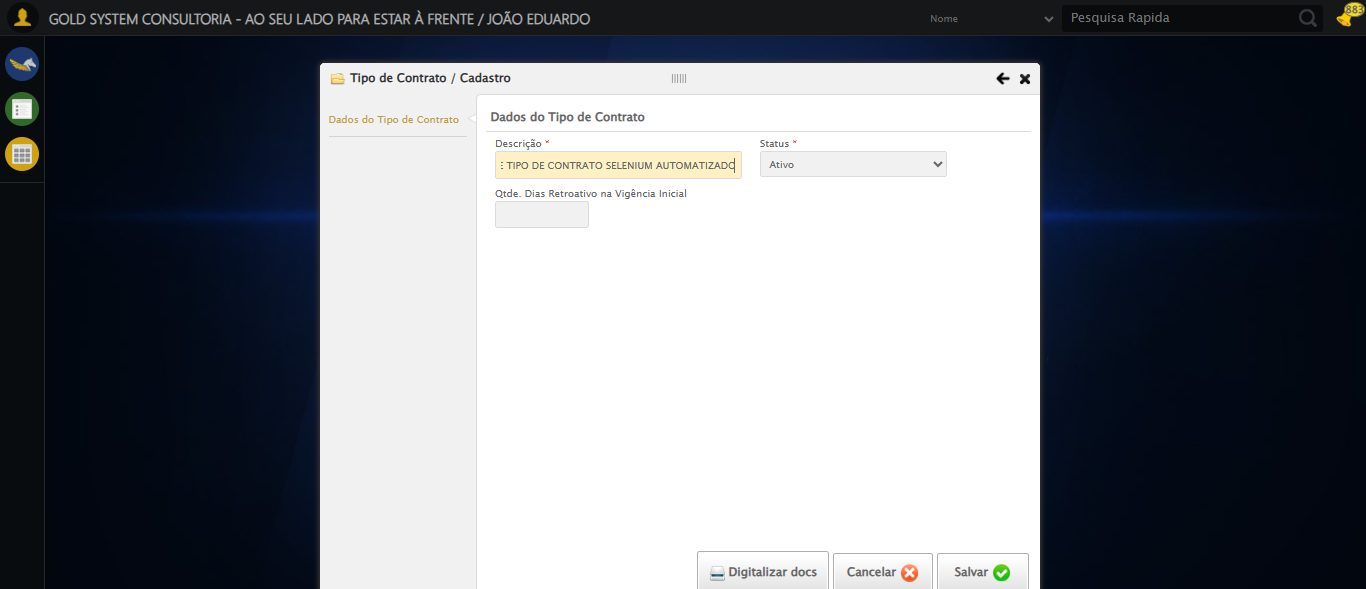 GOLD SYSTEM CONSULTORIA - AO SEU LADO PARA ESTAR À FRENTE / JOÃO EDUARDO
Nome
Pesquisa Rapida
883
Tipo de Contrato / Cadastro
Dados do Tipo de Contrato
Dados do Tipo de Contrato
Descrição *
Status *
TIPO DE CONTRATO SELENIUM AUTOMATIZADO
Ativo
Qtde. Dias Retroativo na Vigência Inicial
Digitalizar docs
Cancelar
Salvar